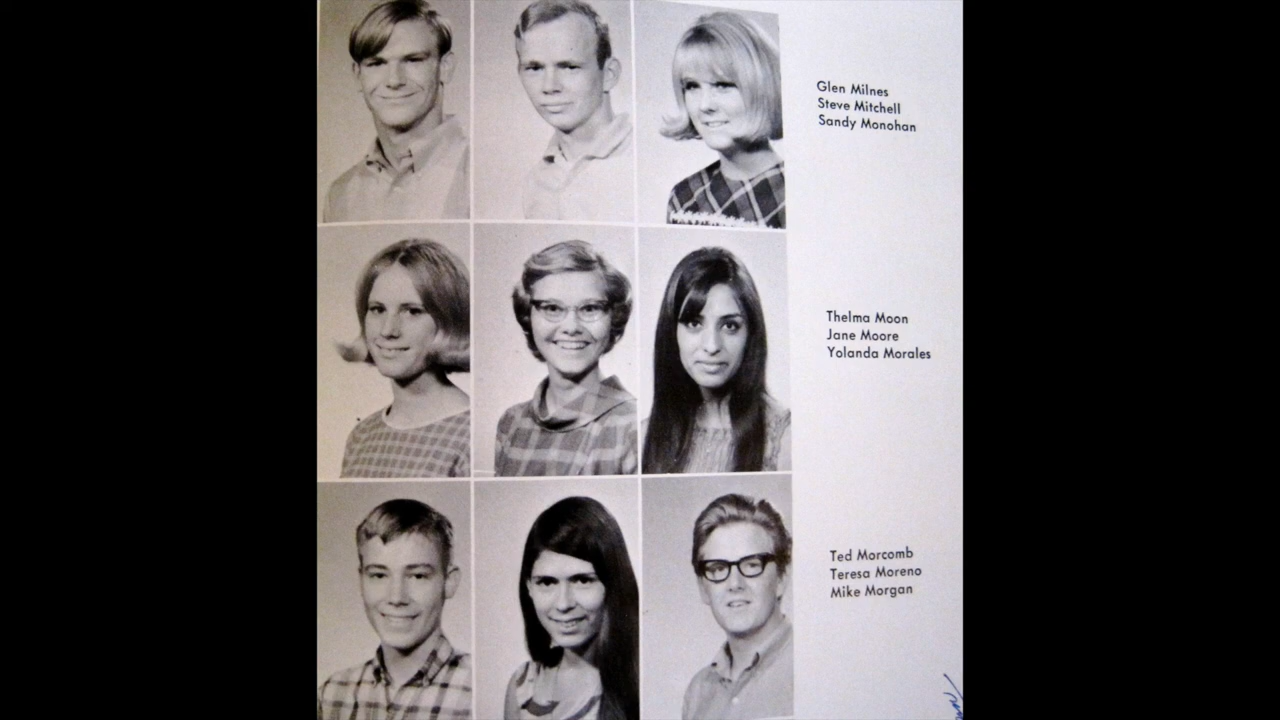 Glen Milnes
Steve Mitchell
Sandy Monohan
Thelma Moon
Jane Moore
Yolanda Morales
Ted Morcomb
Teresa Moreno
Mike Morgan